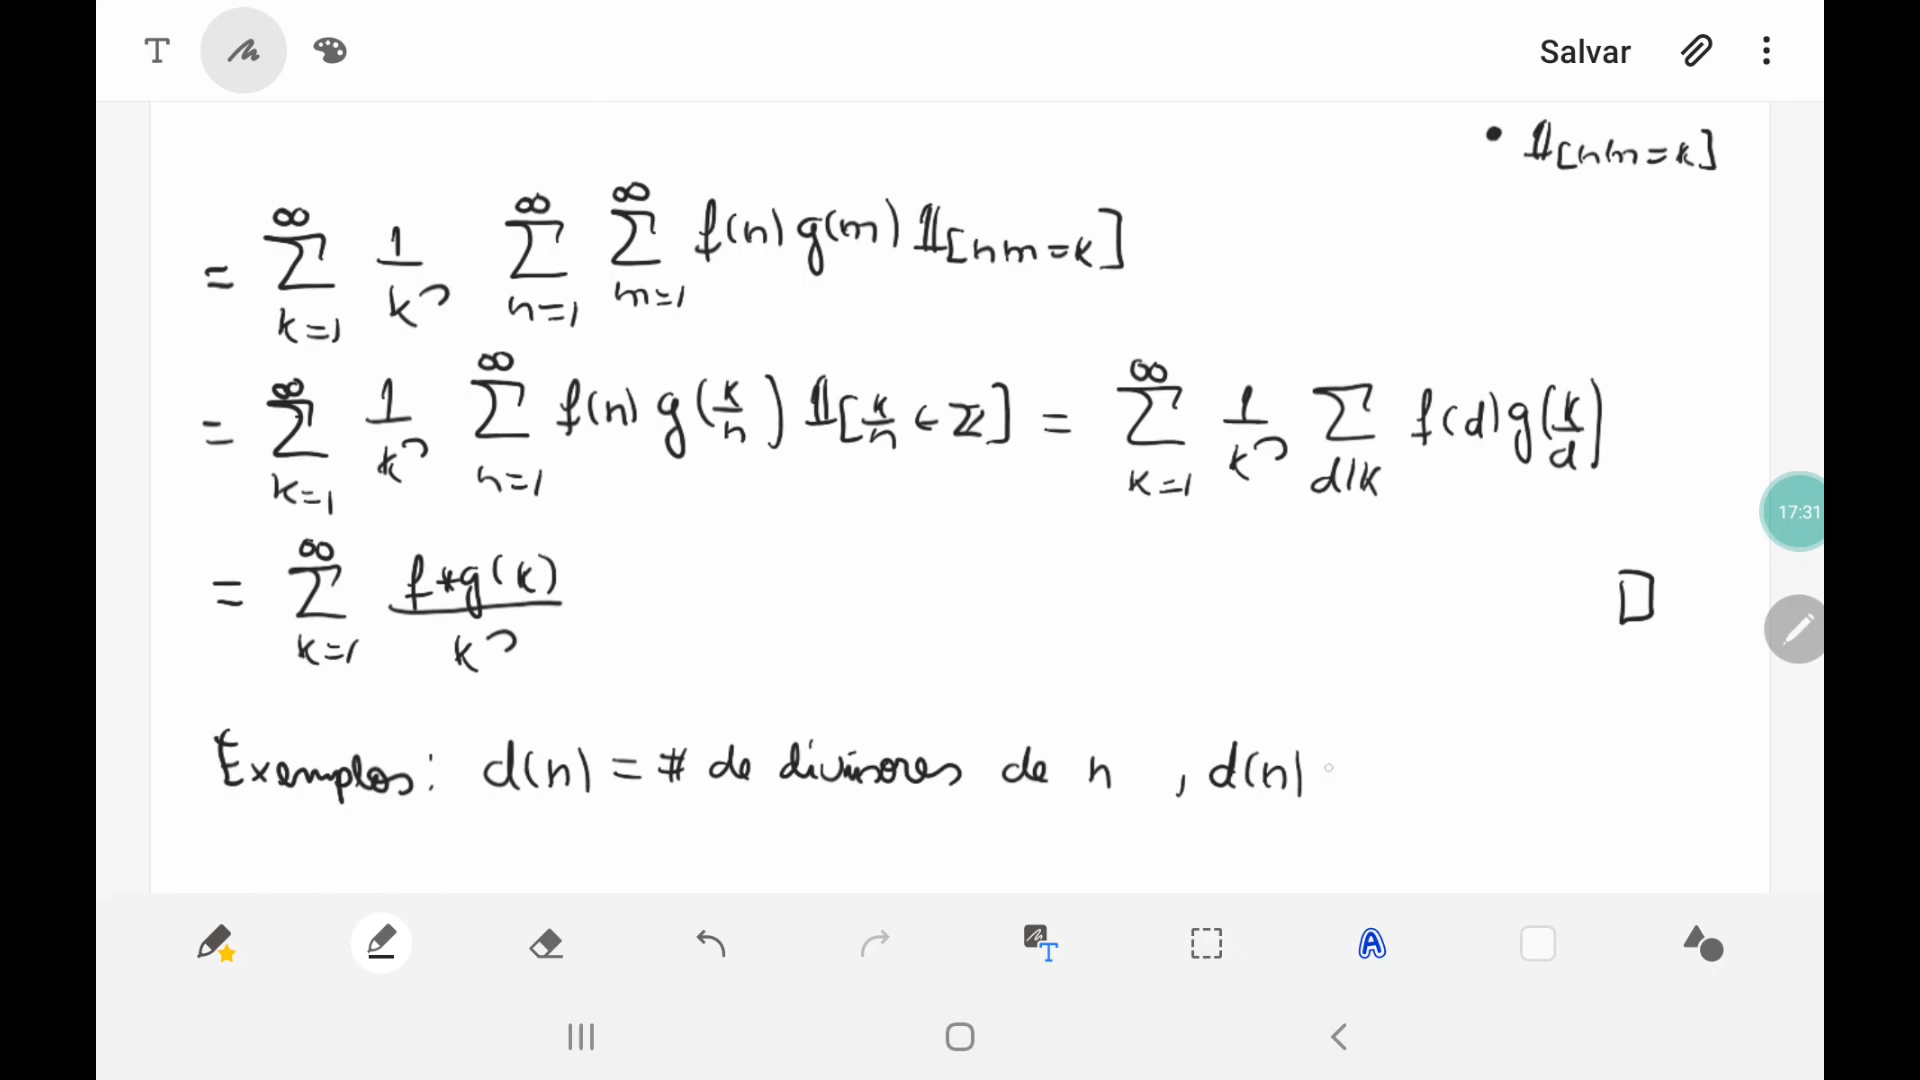 T Salvar
• 𝟙[nm=k]
= ∞ ∑ k=1 1/k^s ∞ ∑ n=1 ∞ ∑ m=1 f(n) g(m) 𝟙[nm=k]
= ∞ ∑ k=1 1/k^s ∞ ∑ n=1 f(n) g(k/n) 𝟙[k/n ∈ ℤ] = ∞ ∑ k=1 1/k^s ∑ d|k f(d) g(k/d)
17:31
= ∞ ∑ k=1 f*g(k)/k^s □
Exemplos: d(n) = # de divisores de n , d(n)
T A